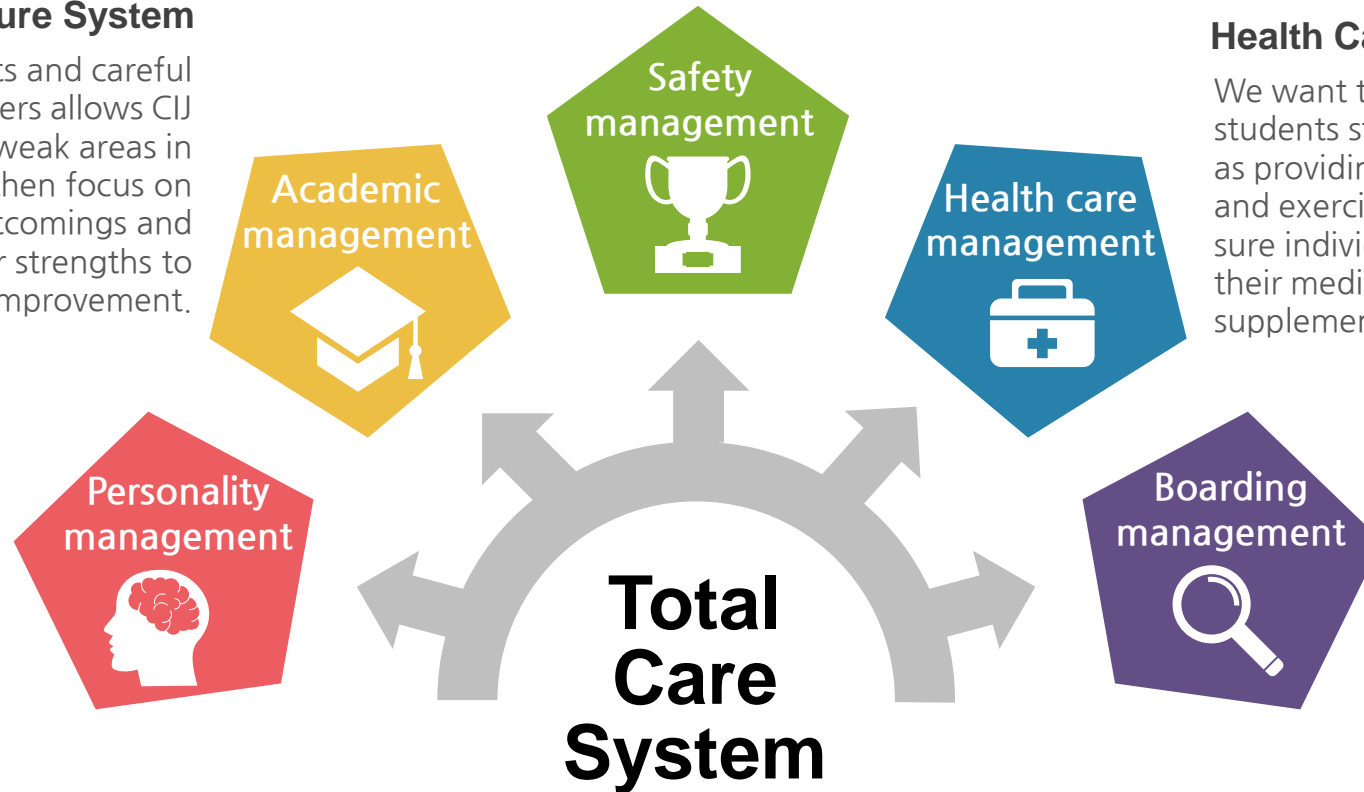 ure System
ts and careful
ers allows CIJ
weak areas in
hen focus on
tcomings and
r strengths to
mprovement.
Safety
management
Health Ca
We want t
students st
as providin
and exerci
sure individ
their medi
supplemen
Academic
management
Health care
management
Personality
management
Boarding
management
Total
Care
System